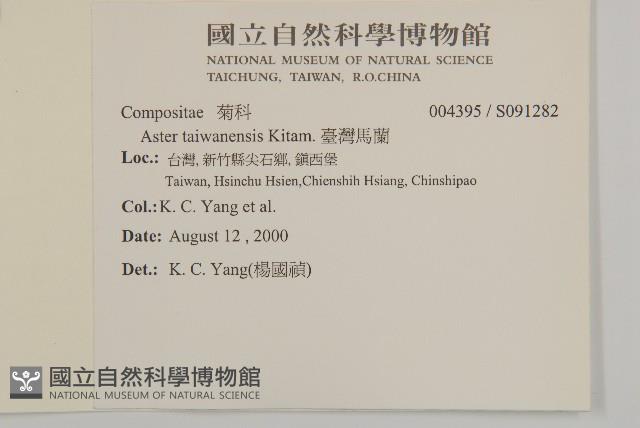 國立自然科學博物館
NATIONAL MUSEUM OF NATURAL SCIENCE
TAICHUNG, TAIWAN, R.O.CHINA
Compositae 菊科 004395 / S091282
Aster taiwanensis Kitam. 臺灣馬蘭
Loc.: 台灣, 新竹縣尖石鄉, 鎮西堡
Taiwan, Hsinchu Hsien,Chienshih Hsiang, Chinshipao
Col.: K. C. Yang et al.
Date: August 12 , 2000
Det.: K. C. Yang(楊國禎)
國立自然科學博物館
NATIONAL MUSEUM OF NATURAL SCIENCE